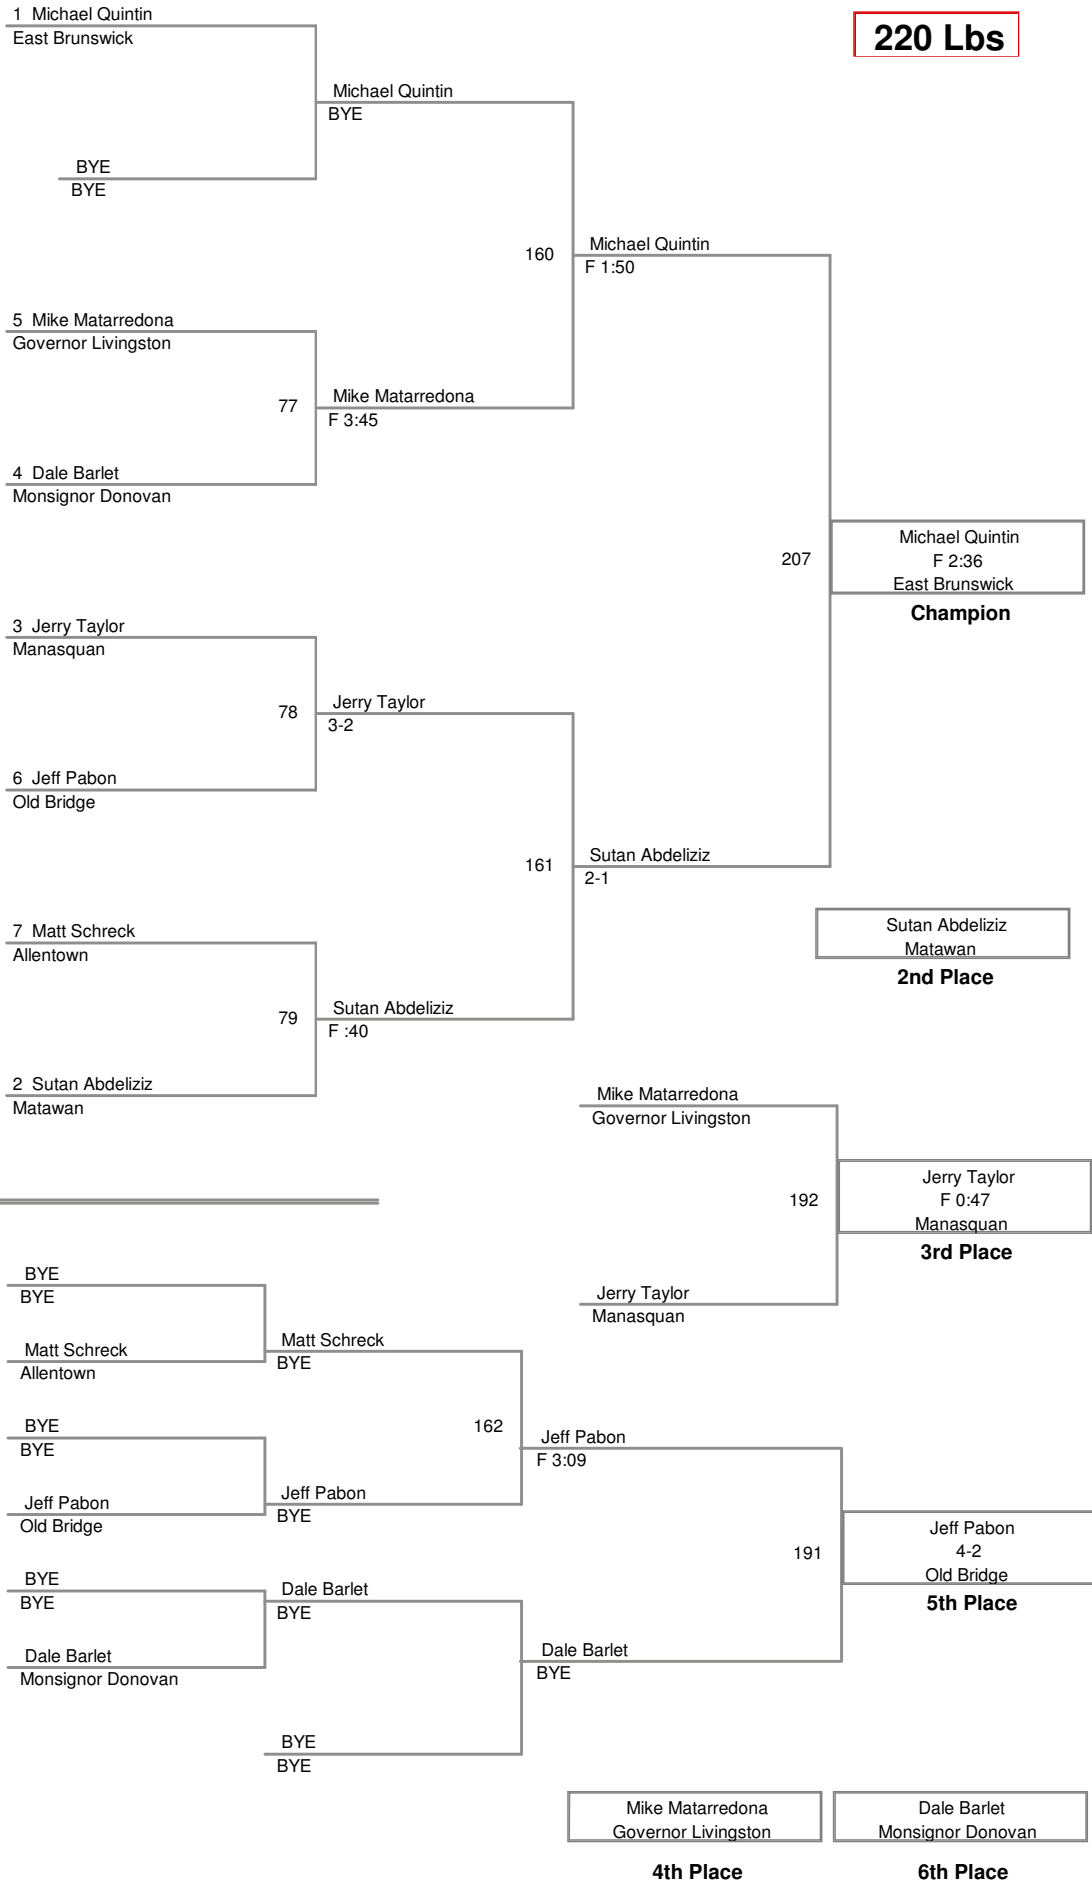 1 Michael Quintin
East Brunswick
220 Lbs
Michael Quintin
BYE
BYE
BYE
160
Michael Quintin
F 1:50
5 Mike Matarredona
Governor Livingston
77
Mike Matarredona
F 3:45
4 Dale Barlet
Monsignor Donovan
207
Michael Quintin
F 2:36
East Brunswick
Champion
3 Jerry Taylor
Manasquan
78
Jerry Taylor
3-2
6 Jeff Pabon
Old Bridge
161
Sutan Abdeliziz
2-1
7 Matt Schreck
Allentown
Sutan Abdeliziz
Matawan
2nd Place
79
Sutan Abdeliziz
F :40
2 Sutan Abdeliziz
Matawan
Mike Matarredona
Governor Livingston
192
Jerry Taylor
F 0:47
Manasquan
3rd Place
Jerry Taylor
Manasquan
BYE
BYE
Matt Schreck
Allentown
Matt Schreck
BYE
BYE
BYE
162
Jeff Pabon
F 3:09
Jeff Pabon
Old Bridge
Jeff Pabon
BYE
191
Jeff Pabon
4-2
Old Bridge
5th Place
BYE
BYE
Dale Barlet
BYE
Dale Barlet
Monsignor Donovan
Dale Barlet
BYE
BYE
BYE
Mike Matarredona
Governor Livingston
4th Place
Dale Barlet
Monsignor Donovan
6th Place